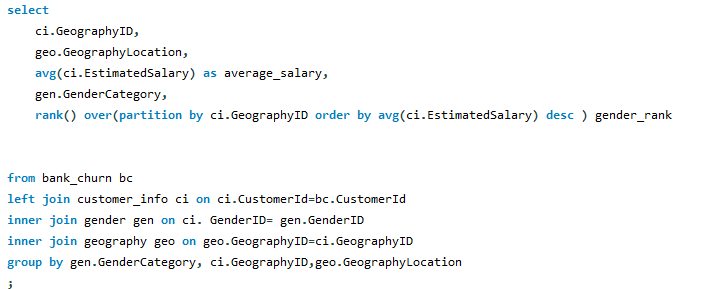 select
ci.GeographyID,
geo.GeographyLocation,
avg(ci.EstimatedSalary) as average_salary,
gen.GenderCategory,
rank() over(partition by ci.GeographyID order by avg(ci.EstimatedSalary) desc ) gender_rank
from bank_churn bc
left join customer_info ci on ci.CustomerId=bc.CustomerId
inner join gender gen on ci. GenderID= gen.GenderID
inner join geography geo on geo.GeographyID=ci.GeographyID
group by gen.GenderCategory, ci.GeographyID,geo.GeographyLocation
;